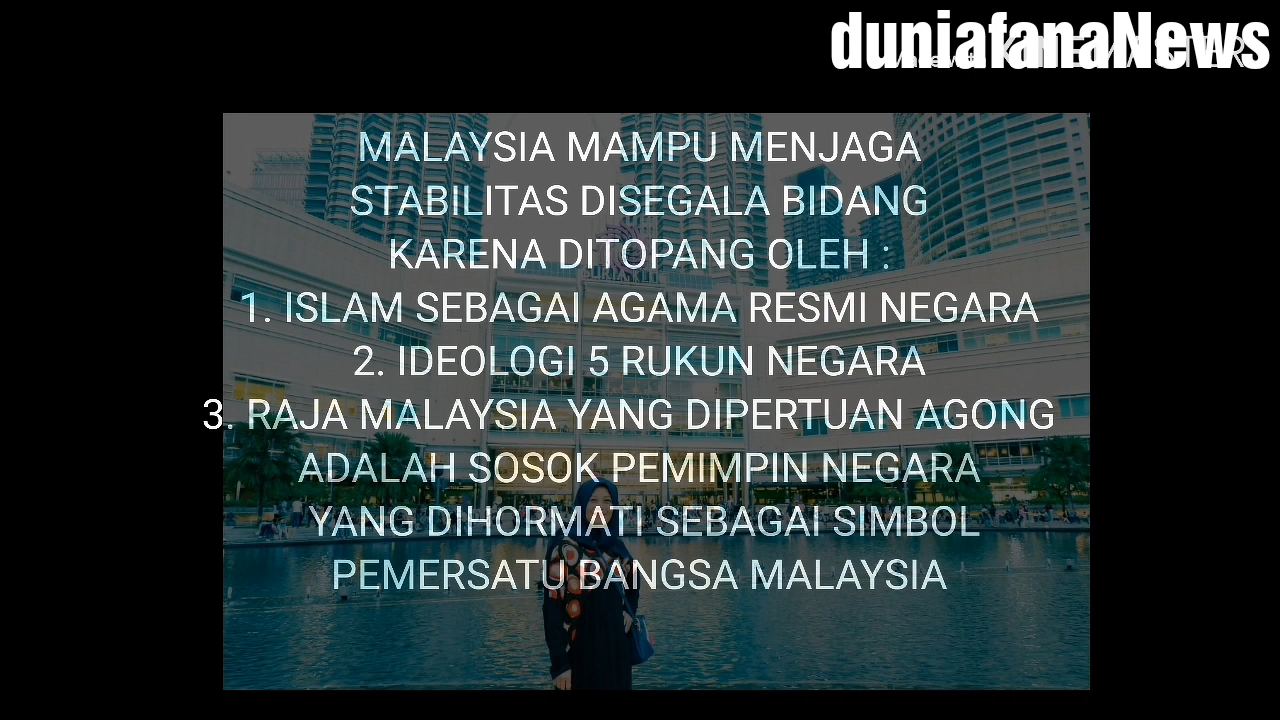 duniafanaNews
MALAYSIA MAMPU MENJAGA
STABILITAS DISEGALA BIDANG
KARENA DITOPANG OLEH :
1. ISLAM SEBAGAI AGAMA RESMI NEGARA
2. IDEOLOGI 5 RUKUN NEGARA
3. RAJA MALAYSIA YANG DIPERTUAN AGONG
ADALAH SOSOK PEMIMPIN NEGARA
YANG DIHORMATI SEBAGAI SIMBOL
PEMERSATU BANGSA MALAYSIA